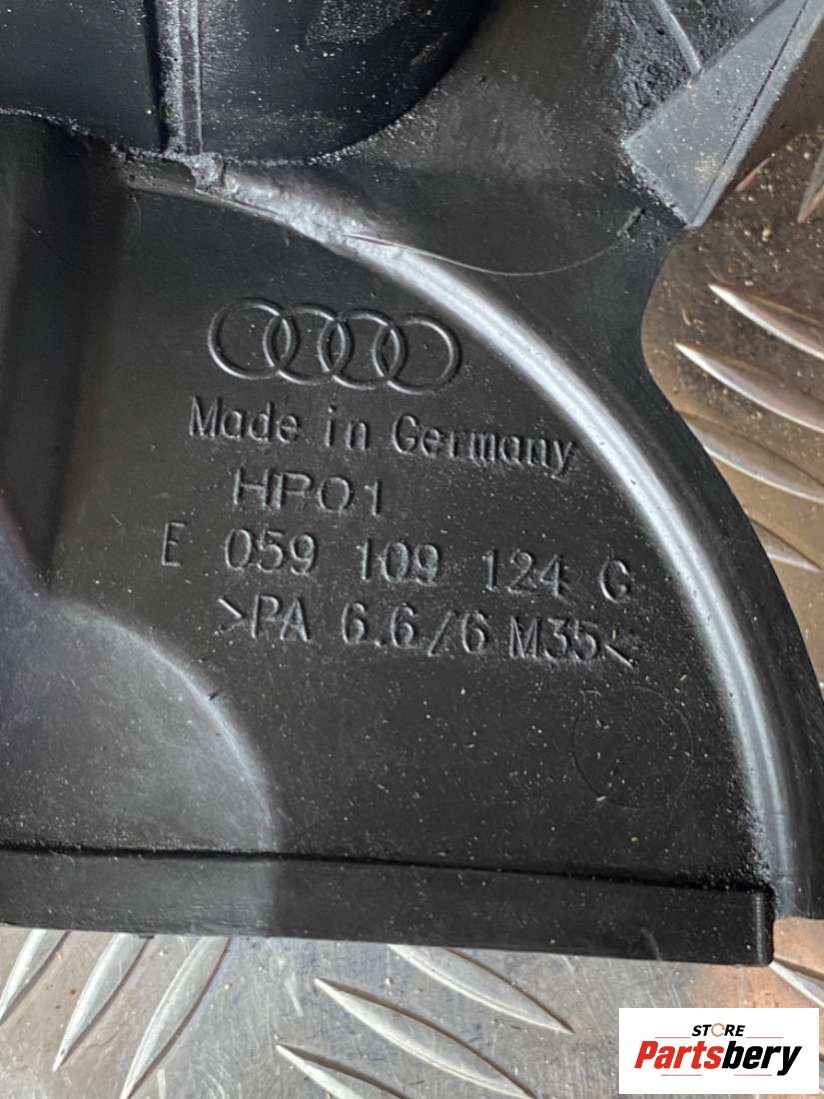 Made in Germany
HP01
E 059 109 124 G
>PA 6.6/6 M35<
STORE
Partsbery